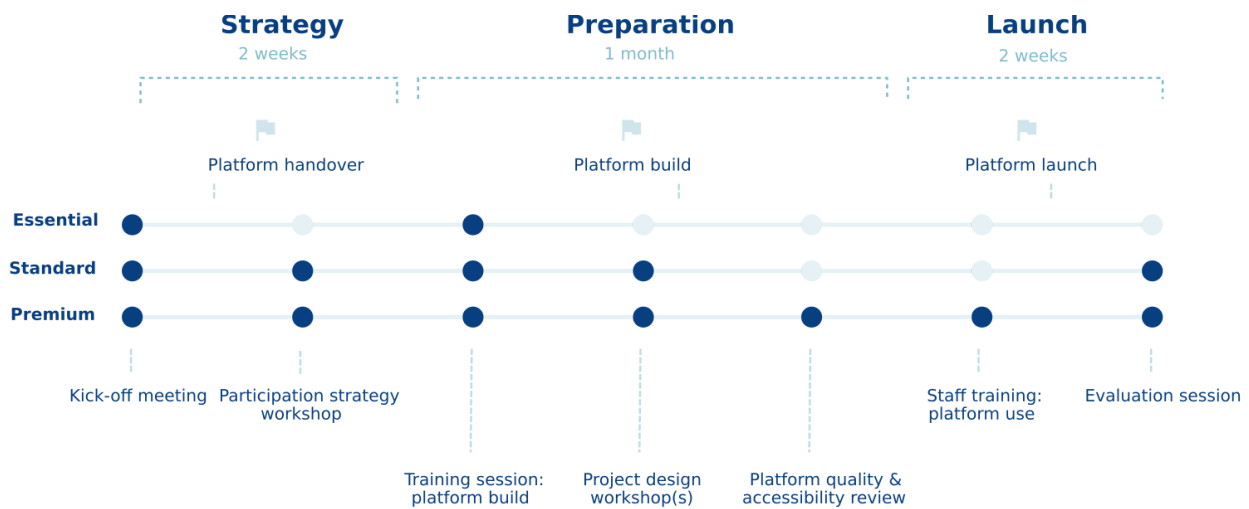 Strategy
2 weeks
Preparation
1 month
Launch
2 weeks
Platform handover
Platform build
Platform launch
Essential
Standard
Premium
Kick-off meeting
Participation strategy
workshop
Training session:
platform build
Project design
workshop(s)
Platform quality &
accessibility review
Staff training:
platform use
Evaluation session